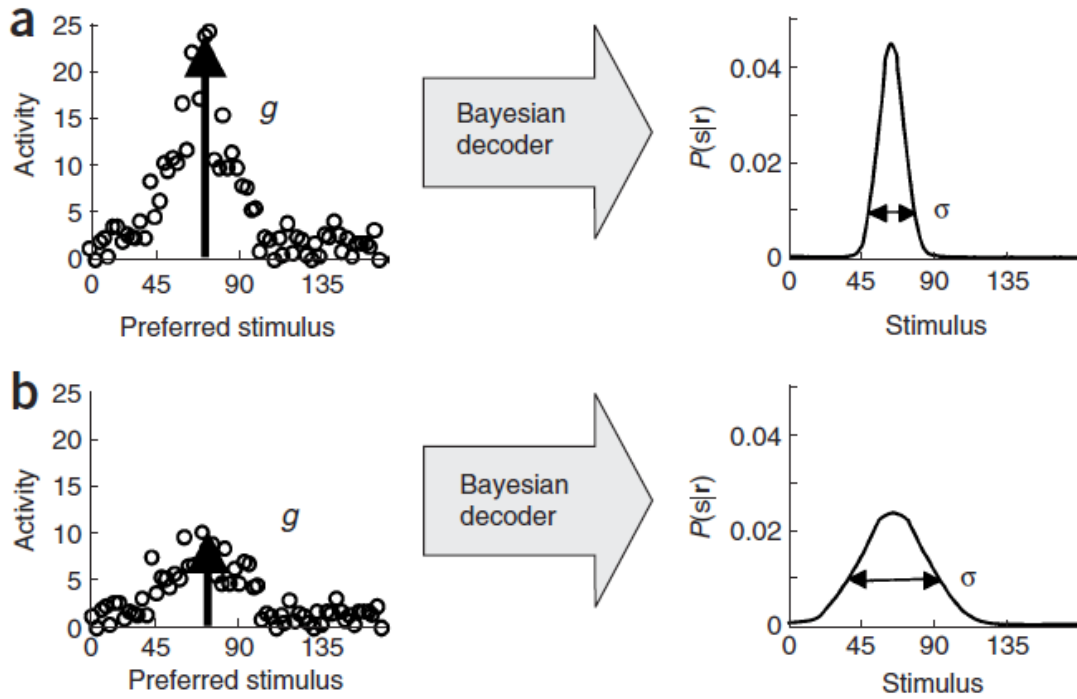 a
25
20
15
10
5
0
Activity
g
0 45 90 135
Preferred stimulus
Bayesian
decoder
0.04
0.02
0
P(s|r)
σ
0 45 90 135
Stimulus
b
25
20
15
10
5
0
Activity
g
0 45 90 135
Preferred stimulus
Bayesian
decoder
0.04
0.02
0
P(s|r)
σ
0 45 90 135
Stimulus